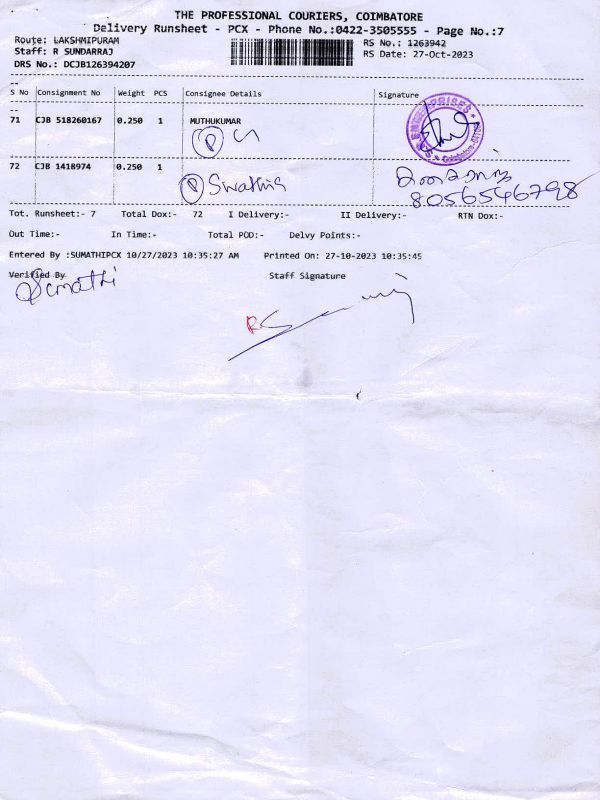 THE PROFESSIONAL COURIERS, COIMBATORE
Delivery Runsheet - PCX - Phone No.:0422-3505555 - Page No.:7
Route: LAKSHMIPURAM RS No.: 1263942
Staff: R SUNDARRAJ RS Date: 27-Oct-2023
DRS No.: DCJB126394207
S No Consignment No Weight PCS Consignee Details Signature
71 CJB 518260167 0.250 1 MUTHUKUMAR
P
ENTERPRISES
Coimbatore
72 CJB 1418974 0.250 1
P Swathis
8056546798
Tot. Runsheet:- 7 Total Dox:- 72 I Delivery:- II Delivery:- RTN Dox:-
Out Time:- In Time:- Total POD:- Delvy Points:-
Entered By :SUMATHIPCX 10/27/2023 10:35:27 AM Printed On: 27-10-2023 10:35:45
Verified By Staff Signature
Sumathi
RS